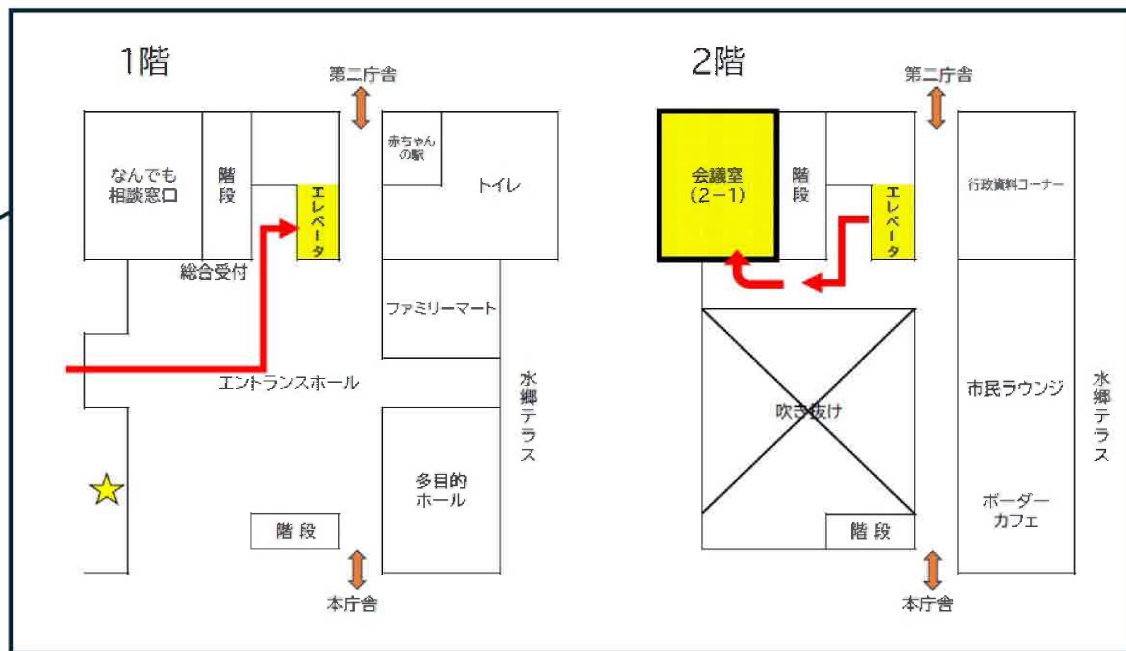 1階
第二庁舎
なんでも
相談窓口
階段
エレベータ
赤ちゃん
の駅
トイレ
総合受付
ファミリーマート
エントランスホール
水郷テラス
多目的
ホール
階段
本庁舎
2階
第二庁舎
会議室
(2-1)
階段
エレベータ
行政資料コーナー
吹き抜け
市民ラウンジ
水郷テラス
ボーダー
カフェ
階段
本庁舎